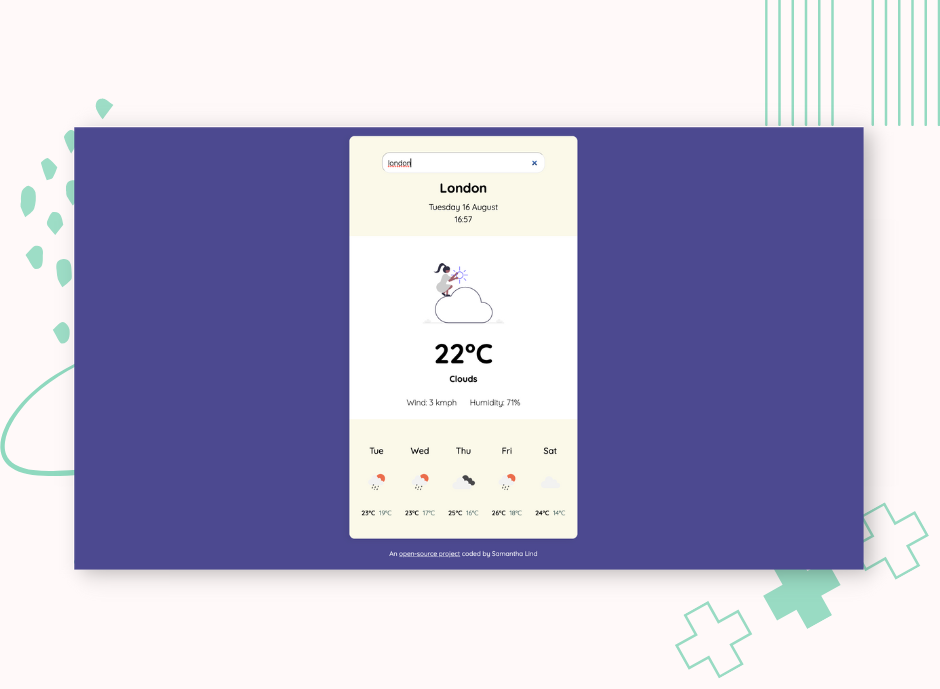 london
×
London
Tuesday 16 August
16:57
22°C
Clouds
Wind: 3 kmph Humidity: 71%
Tue Wed Thu Fri Sat
23°C 19°C 23°C 17°C 25°C 16°C 26°C 18°C 24°C 14°C
An open-source project coded by Samantha Lind